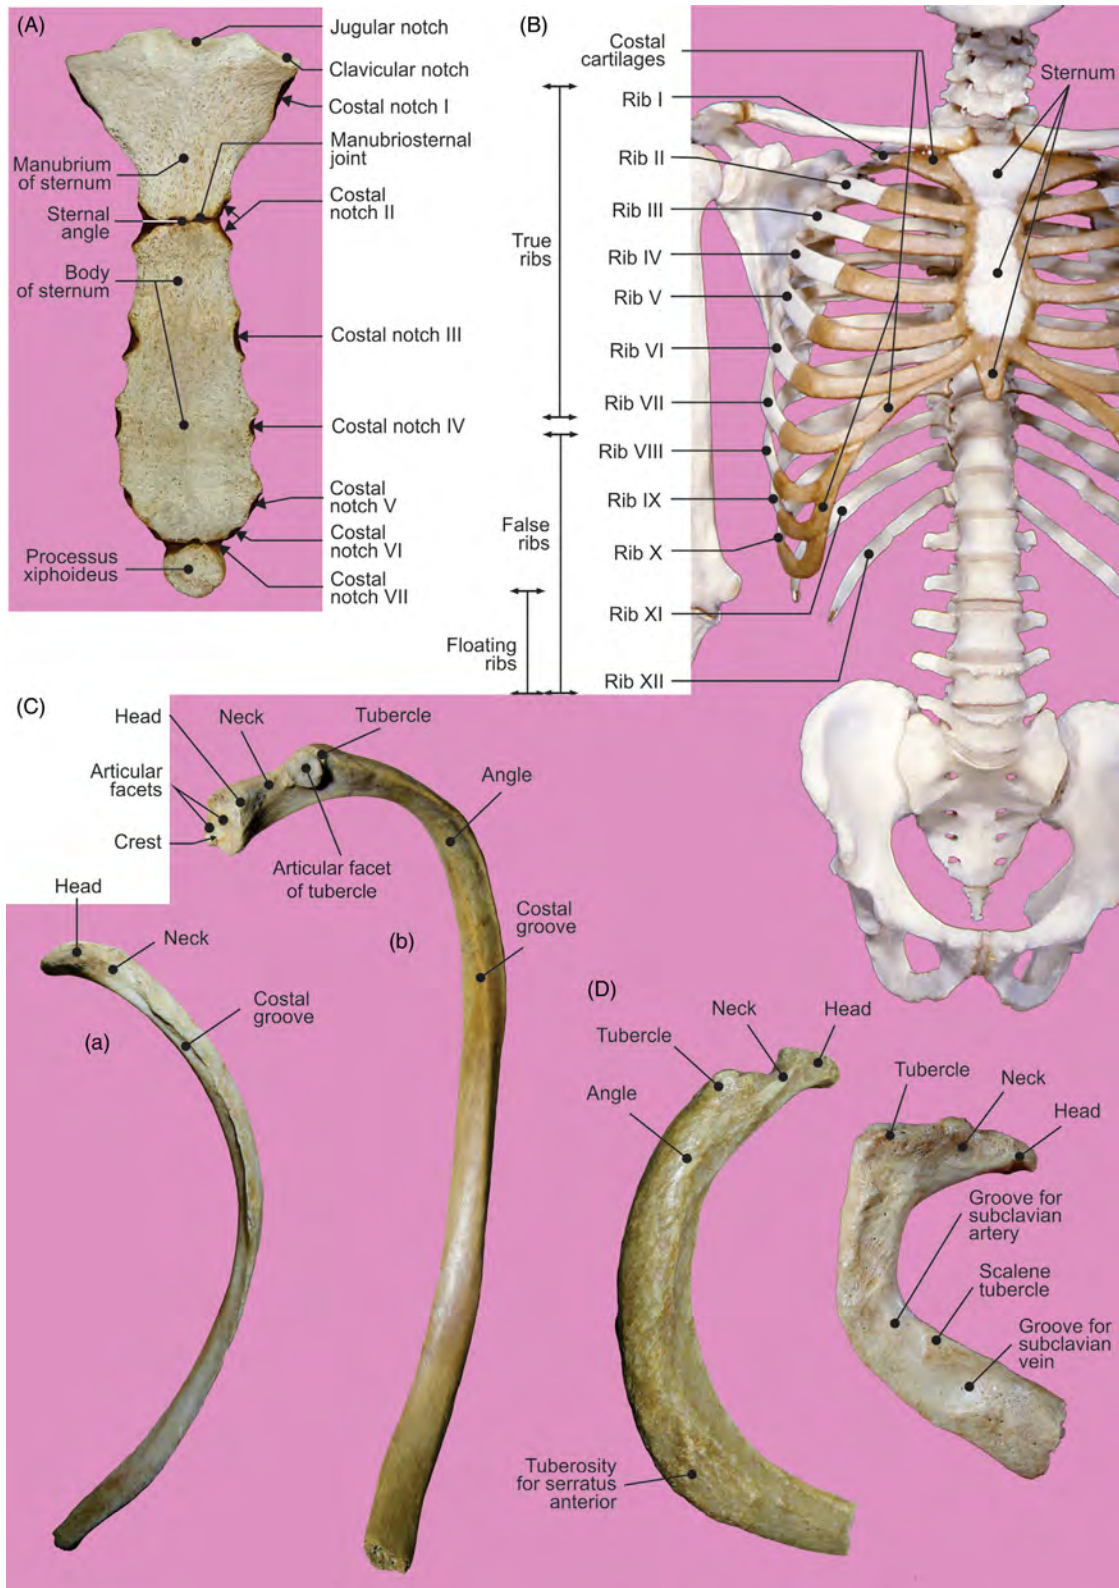 (A)
Jugular notch
Clavicular notch
Costal notch I
Manubriosternal
joint
Manubrium
of sternum
Costal
notch II
Sternal
angle
Body
of sternum
Costal notch III
Costal notch IV
Costal
notch V
Costal
notch VI
Processus
xiphoideus
Costal
notch VII
(B)
Costal
cartilages
Sternum
Rib I
Rib II
Rib III
Rib IV
Rib V
Rib VI
Rib VII
Rib VIII
Rib IX
Rib X
Rib XI
Rib XII
True
ribs
False
ribs
Floating
ribs
(C)
Head
Neck
Tubercle
Articular
facets
Angle
Crest
Articular facet
of tubercle
Head
Neck
Costal
groove
(b)
Costal
groove
(a)
(D)
Neck
Head
Tubercle
Angle
Tubercle
Neck
Head
Groove for
subclavian
artery
Scalene
tubercle
Groove for
subclavian
vein
Tuberosity
for serratus
anterior